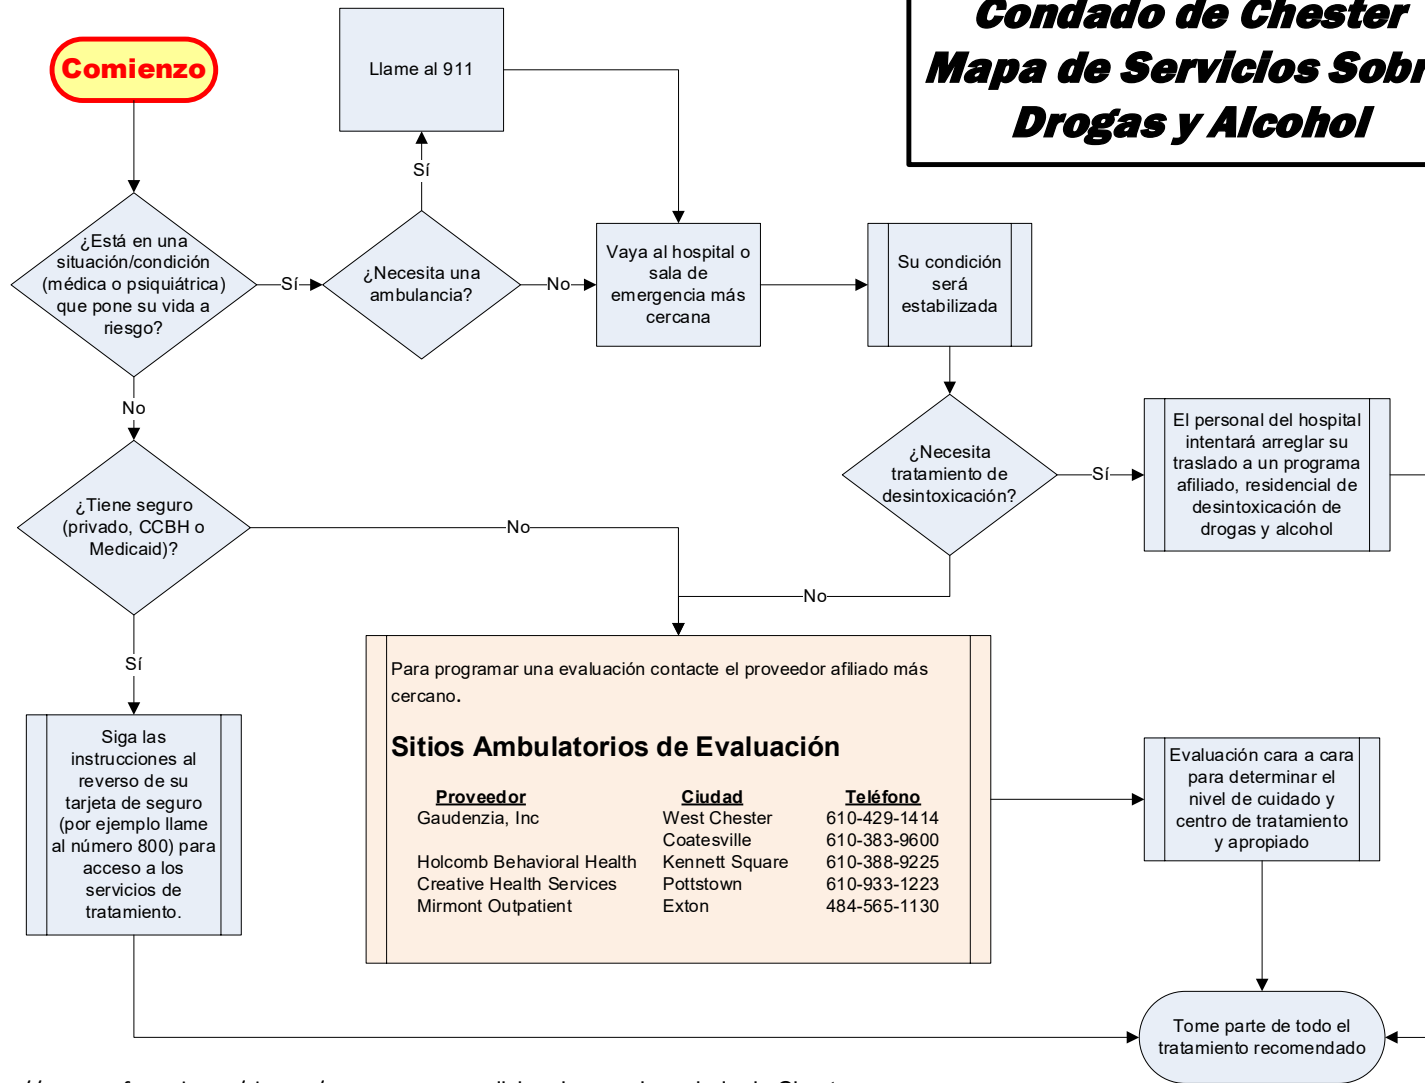 Condado de Chester
Mapa de Servicios
Drogas y Alcohol
Comienzo
Llame al 911
Sí
¿Está en una
situación/condición
(médica o psiquiátrica)
que pone su vida a
riesgo?
Sí
¿Necesita una
ambulancia?
No
Vaya al hospital o
sala de
emergencia más
cercana
Su condición
será
estabilizada
No
¿Necesita
tratamiento de
desintoxicación?
Sí
El personal del hospital
intentará arreglar su
traslado a un programa
afiliado, residencial de
desintoxicación de
drogas y alcohol
¿Tiene seguro
(privado, CCBH o
Medicaid)?
No
No
Sí
Para programar una evaluación contacte el proveedor afiliado más
cercano.
Sitios Ambulatorios de Evaluación
Proveedor Ciudad Teléfono
Gaudenzia, Inc West Chester 610-429-1414
Coatesville 610-383-9600
Holcomb Behavioral Health Kennett Square 610-388-9225
Creative Health Services Pottstown 610-933-1223
Mirmont Outpatient Exton 484-565-1130
Siga las
instrucciones al
reverso de su
tarjeta de seguro
(por ejemplo llame
al número 800) para
acceso a los
servicios de
tratamiento.
Evaluación cara a cara
para determinar el
nivel de cuidado y
centro de tratamiento
y apropiado
Tome parte de todo el
tratamiento recomendado